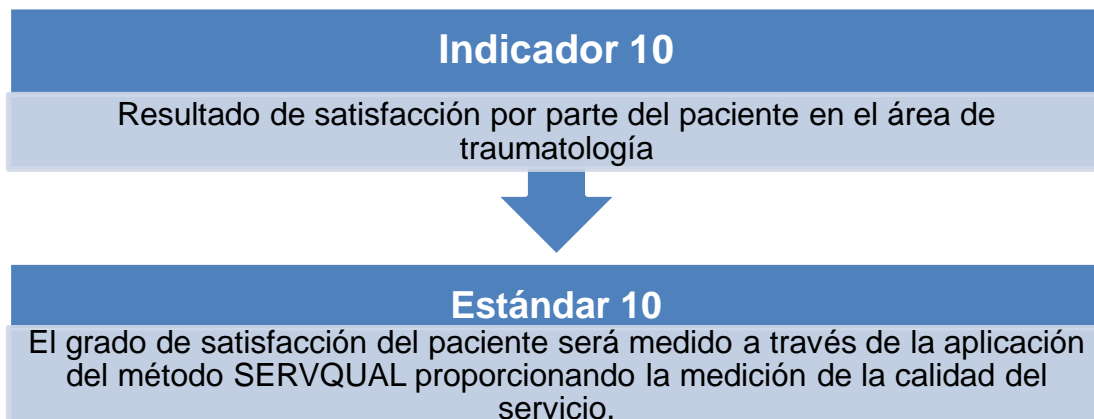 Indicador 10
Resultado de satisfacción por parte del paciente en el área de
traumatología
Estándar 10
El grado de satisfacción del paciente será medido a través de la aplicación
del método SERVQUAL proporcionando la medición de la calidad del
servicio.